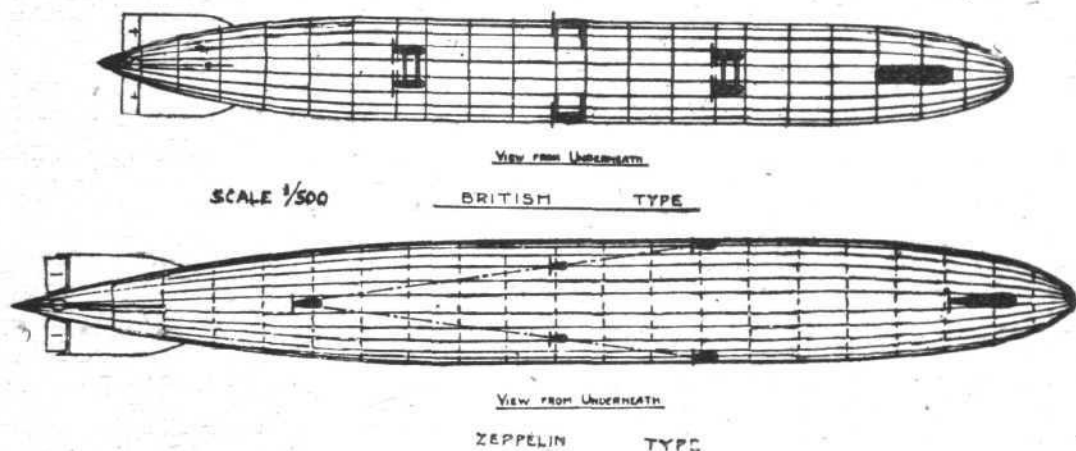 VIEW FROM UNDERNEATH
SCALE 1/500
BRITISH TYPE
VIEW FROM UNDERNEATH
ZEPPELIN TYPE